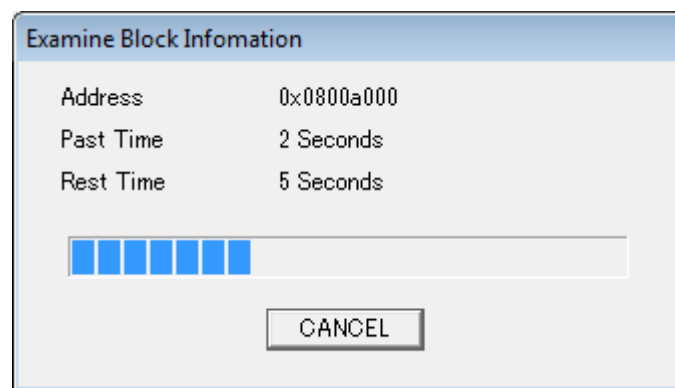 Examine Block Infomation
Address 0x0800a000
Past Time 2 Seconds
Rest Time 5 Seconds
CANCEL